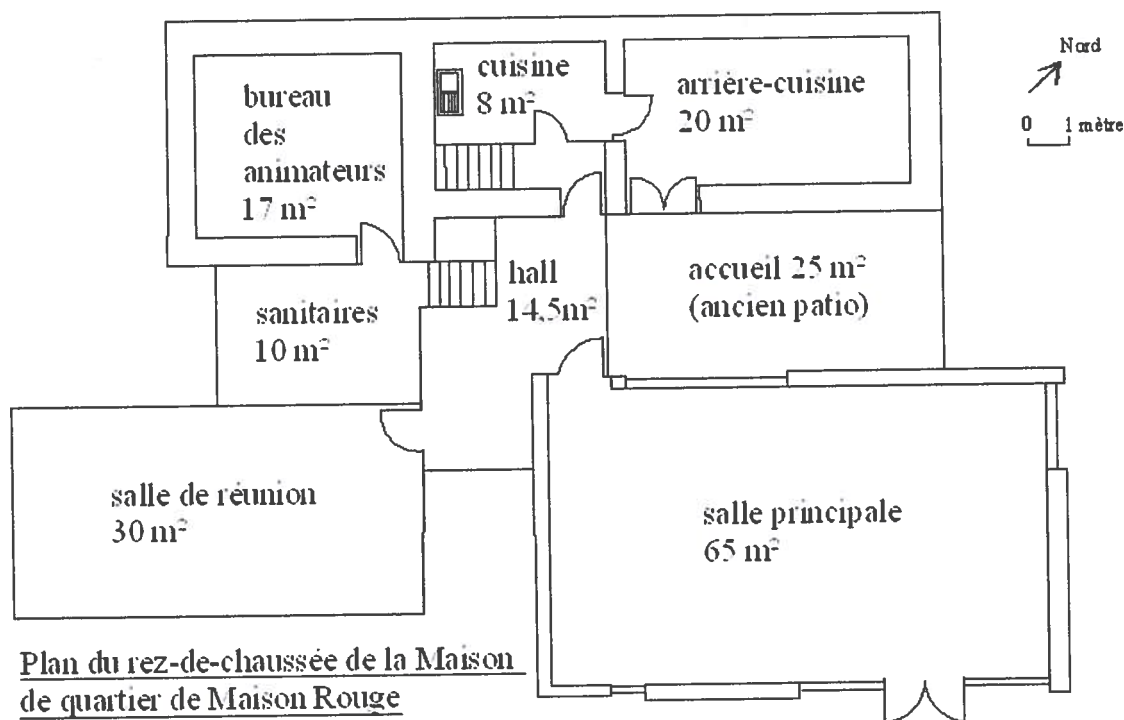 Nord
0 1 mètre
cuisine
8 m²
arrière-cuisine
20 m²
bureau
des
animateurs
17 m²
hall
14,5m²
accueil 25 m²
(ancien patio)
sanitaires
10 m²
salle de réunion
30 m²
salle principale
65 m²
Plan du rez-de-chaussée de la Maison
de quartier de Maison Rouge